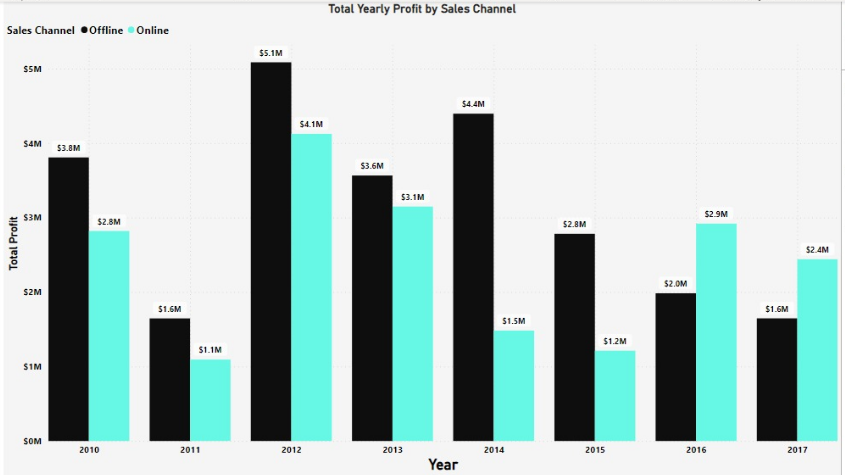 Total Yearly Profit by Sales Channel
Sales Channel Offline Online
Total Profit
$5M
$4M
$3M
$2M
$1M
$0M
$3.8M
$2.8M
$1.6M
$1.1M
$5.1M
$4.1M
$3.6M
$3.1M
$4.4M
$1.5M
$2.8M
$1.2M
$2.0M
$2.9M
$1.6M
$2.4M
2010 2011 2012 2013 2014 2015 2016 2017
Year